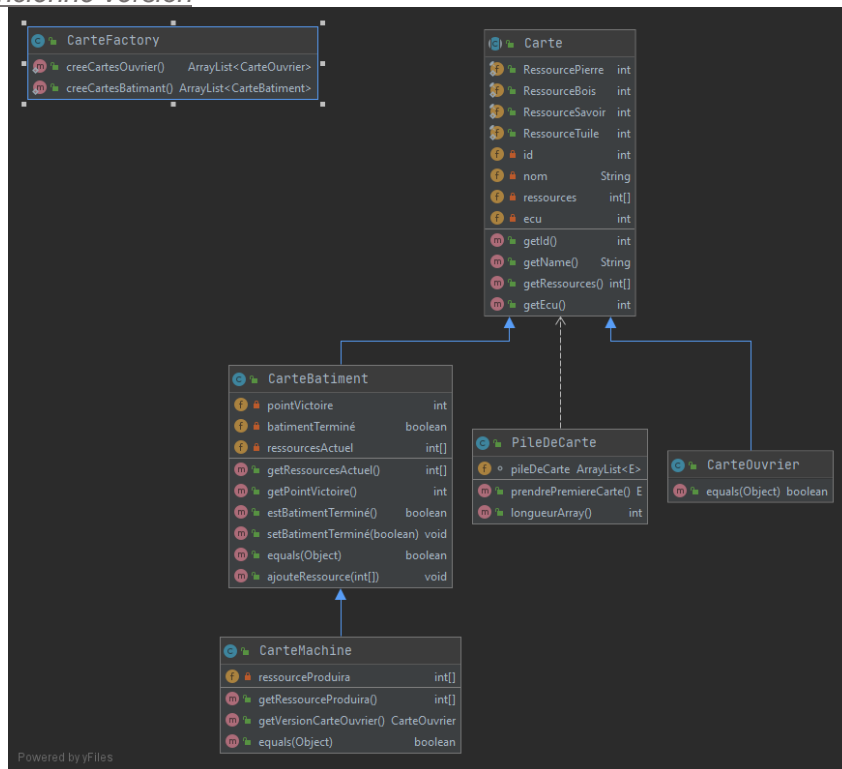 ancienne version
CarteFactory
creeCartesOuvrier() ArrayList<CarteOuvrier>
creeCartesBatimant() ArrayList<CarteBatiment>
Carte
RessourcePierre int
RessourceBois int
RessourceSavoir int
RessourceTuile int
id int
nom String
ressources int[]
ecu int
getId() int
getName() String
getRessources() int[]
getEcu() int
CarteBatiment
pointVictoire int
batimentTerminé boolean
ressourcesActuel int[]
getRessourcesActuel() int[]
getPointVictoire() int
estBatimentTerminé() boolean
setBatimentTerminé(boolean) void
equals(Object) boolean
ajouteRessource(int[]) void
PileDeCarte
pileDeCarte ArrayList<E>
prendrePremiereCarte() E
longueurArray() int
CarteOuvrier
equals(Object) boolean
CarteMachine
ressourceProduira int[]
getRessourceProduira() int[]
getVersionCarteOuvrier() CarteOuvrier
equals(Object) boolean
Powered by yFiles